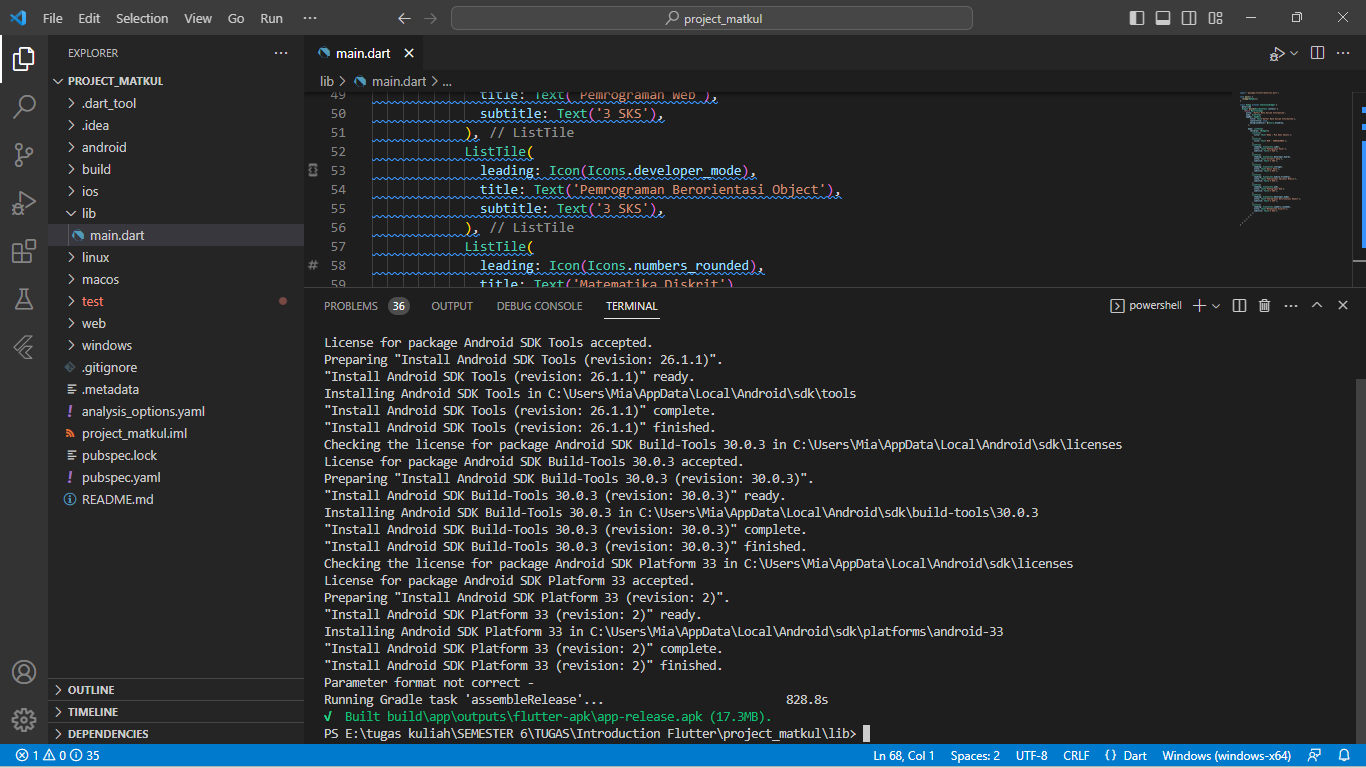 File Edit Selection View Go Run ··· project_matkul
EXPLORER ···
PROJECT_MATKUL
.dart_tool
.idea
android
build
ios
lib
main.dart
linux
macos
test
web
windows
.gitignore
.metadata
analysis_options.yaml
project_matkul.iml
pubspec.lock
pubspec.yaml
README.md
OUTLINE
TIMELINE
DEPENDENCIES
main.dart
lib > main.dart > ...
49 title: Text('Pemrograman Web'),
50 subtitle: Text('3 SKS'),
51 ), // ListTile
52 ListTile(
53 leading: Icon(Icons.developer_mode),
54 title: Text('Pemrograman Berorientasi Object'),
55 subtitle: Text('3 SKS'),
56 ), // ListTile
57 ListTile(
58 leading: Icon(Icons.numbers_rounded),
59 title: Text('Matematika Diskrit')
PROBLEMS 36 OUTPUT DEBUG CONSOLE TERMINAL powershell
License for package Android SDK Tools accepted.
Preparing "Install Android SDK Tools (revision: 26.1.1)".
"Install Android SDK Tools (revision: 26.1.1)" ready.
Installing Android SDK Tools in C:\Users\Mia\AppData\Local\Android\sdk\tools
"Install Android SDK Tools (revision: 26.1.1)" complete.
"Install Android SDK Tools (revision: 26.1.1)" finished.
Checking the license for package Android SDK Build-Tools 30.0.3 in C:\Users\Mia\AppData\Local\Android\sdk\licenses
License for package Android SDK Build-Tools 30.0.3 accepted.
Preparing "Install Android SDK Build-Tools 30.0.3 (revision: 30.0.3)".
"Install Android SDK Build-Tools 30.0.3 (revision: 30.0.3)" ready.
Installing Android SDK Build-Tools 30.0.3 in C:\Users\Mia\AppData\Local\Android\sdk\build-tools\30.0.3
"Install Android SDK Build-Tools 30.0.3 (revision: 30.0.3)" complete.
"Install Android SDK Build-Tools 30.0.3 (revision: 30.0.3)" finished.
Checking the license for package Android SDK Platform 33 in C:\Users\Mia\AppData\Local\Android\sdk\licenses
License for package Android SDK Platform 33 accepted.
Preparing "Install Android SDK Platform 33 (revision: 2)".
"Install Android SDK Platform 33 (revision: 2)" ready.
Installing Android SDK Platform 33 in C:\Users\Mia\AppData\Local\Android\sdk\platforms\android-33
"Install Android SDK Platform 33 (revision: 2)" complete.
"Install Android SDK Platform 33 (revision: 2)" finished.
Parameter format not correct -
Running Gradle task 'assembleRelease'... 828.8s
√ Built build\app\outputs\flutter-apk\app-release.apk (17.3MB).
PS E:\tugas kuliah\SEMESTER 6\TUGAS\Introduction Flutter\project_matkul\lib>
1 0 35 Ln 68, Col 1 Spaces: 2 UTF-8 CRLF {} Dart Windows (windows-x64)